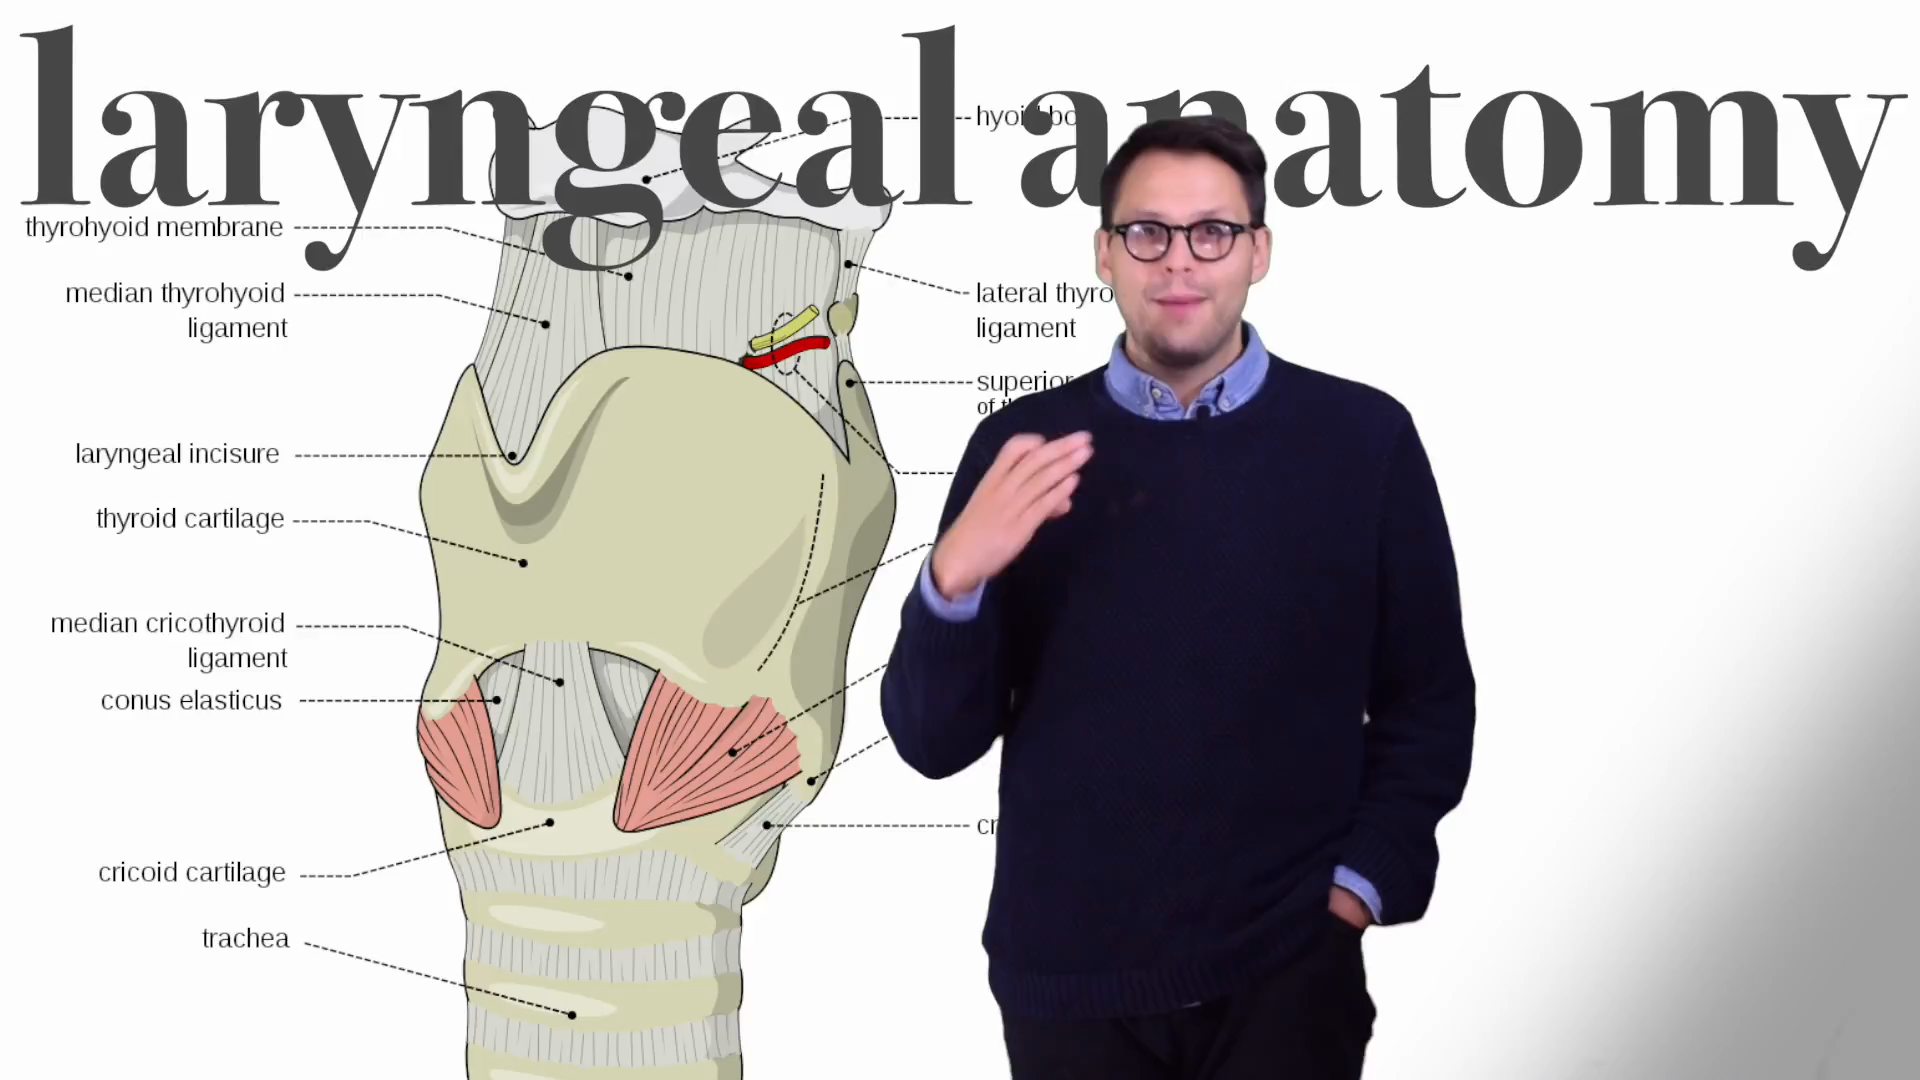 laryngeal anatomy
thyrohyoid membrane
median thyrohyoid
ligament
laryngeal incisure
thyroid cartilage
median cricothyroid
ligament
conus elasticus
cricoid cartilage
trachea
lateral
ligament
superior